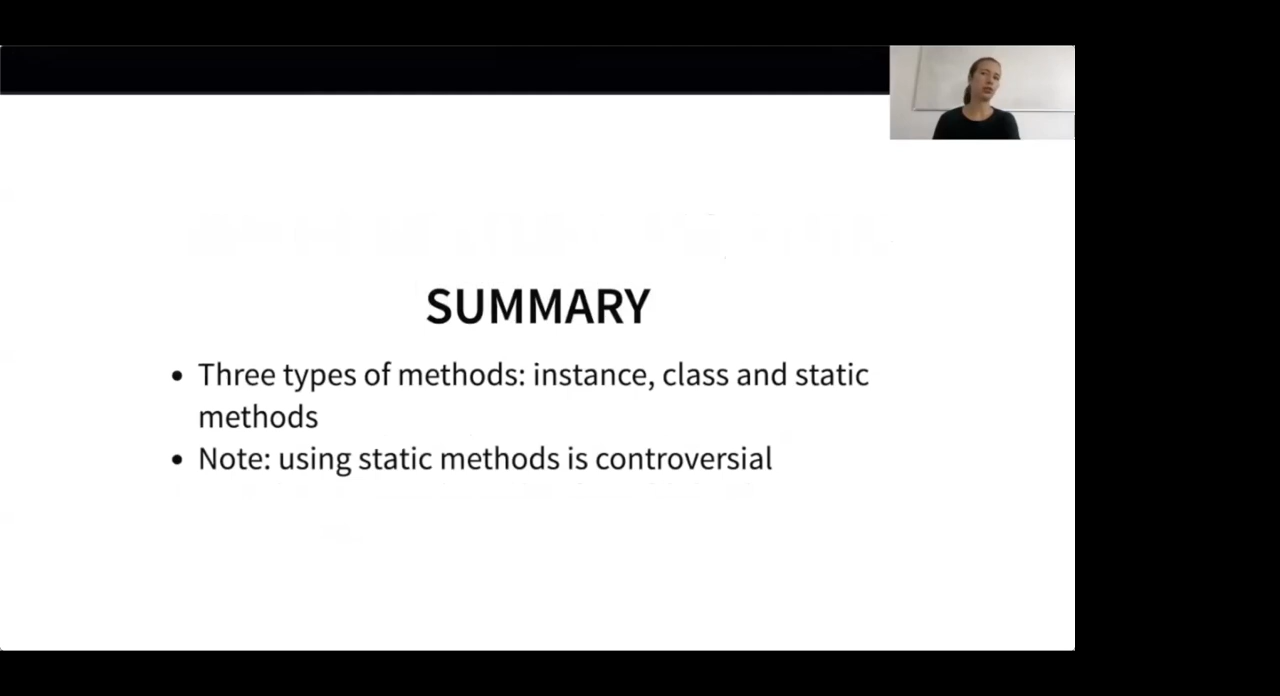 SUMMARY
• Three types of methods: instance, class and static
methods
• Note: using static methods is controversial